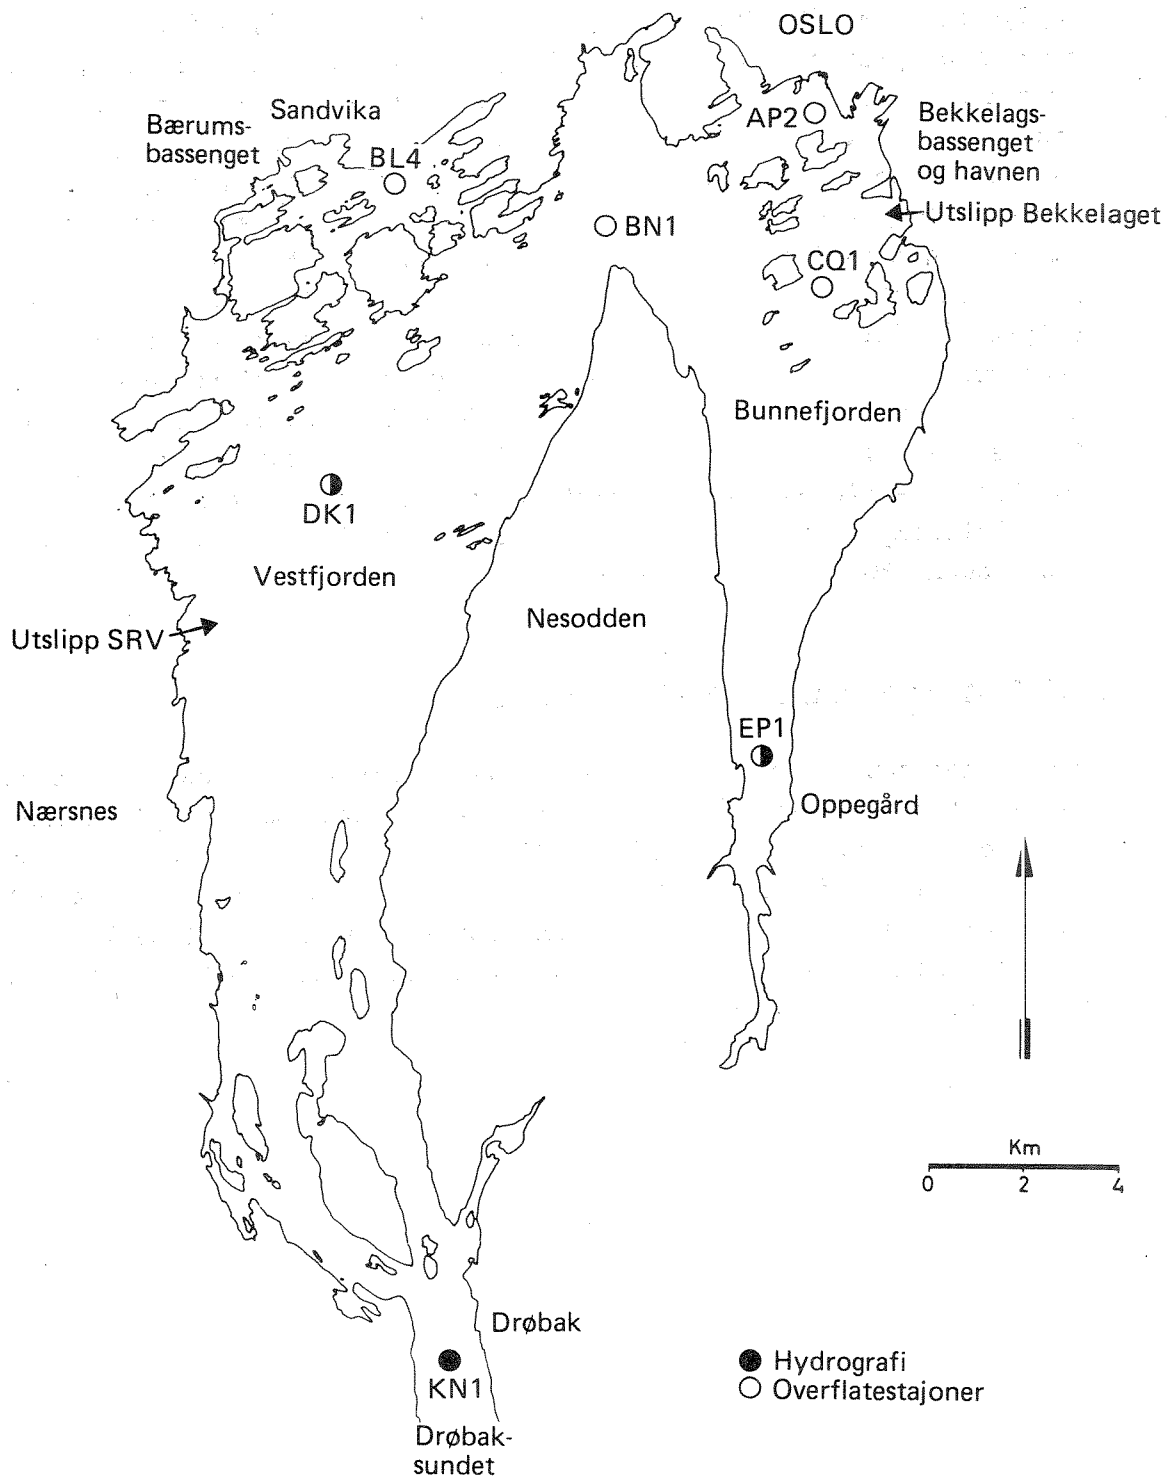 OSLO
Sandvika
Bærums-
bassenget
BL4
AP2
Bekkelags-
bassenget
og havnen
Utslipp Bekkelaget
BN1
CQ1
Bunnefjorden
DK1
Vestfjorden
Nesodden
Utslipp SRV
EP1
Nærsnes
Oppegård
Km
0 2 4
Drøbak
KN1
Drøbak-
sundet
Hydrografi
Overflatestajoner